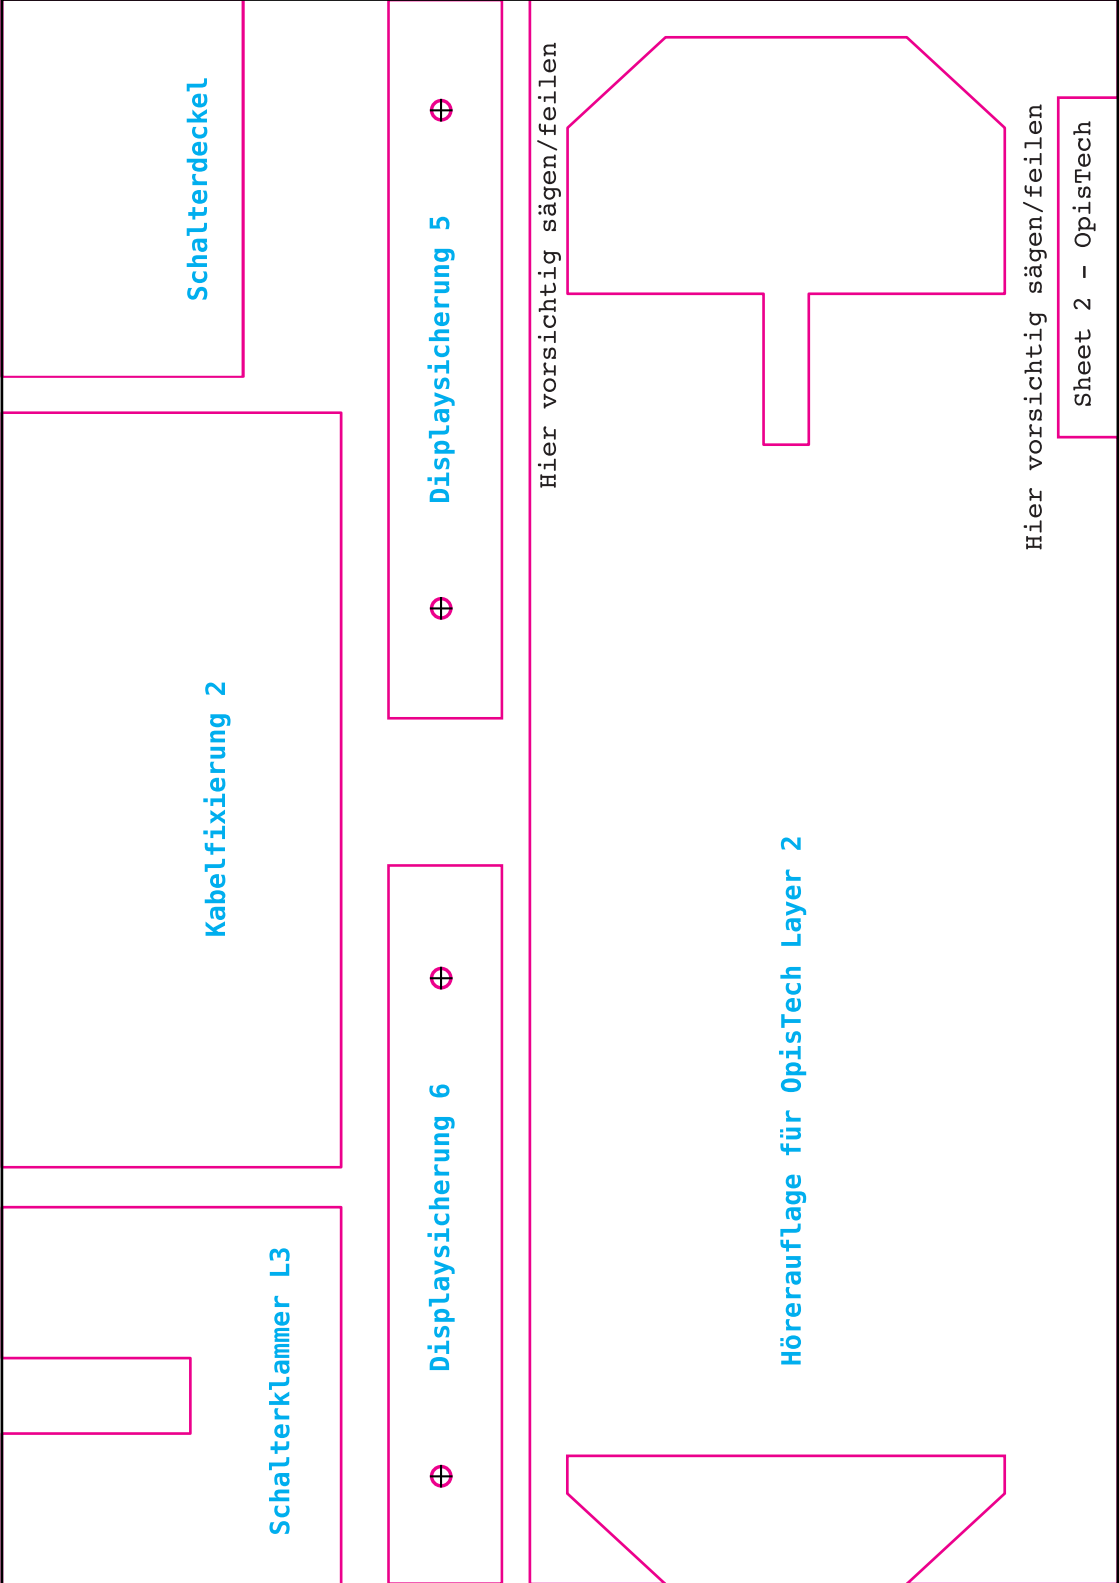 Schalterdeckel
Kabelfixierung 2
Schalterklammer L3
Displaysicherung 5
Displaysicherung 6
Hier vorsichtig sägen/feilen
Hörerauflage für OpisTech Layer 2
Hier vorsichtig sägen/feilen
Sheet 2 - OpisTech